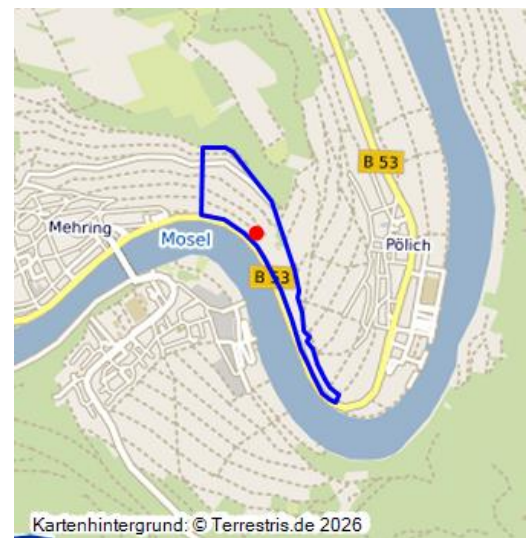 B 53
Mehring
Mosel
Pölich
B 53
Kartenhintergrund: © Terrestris.de 2026